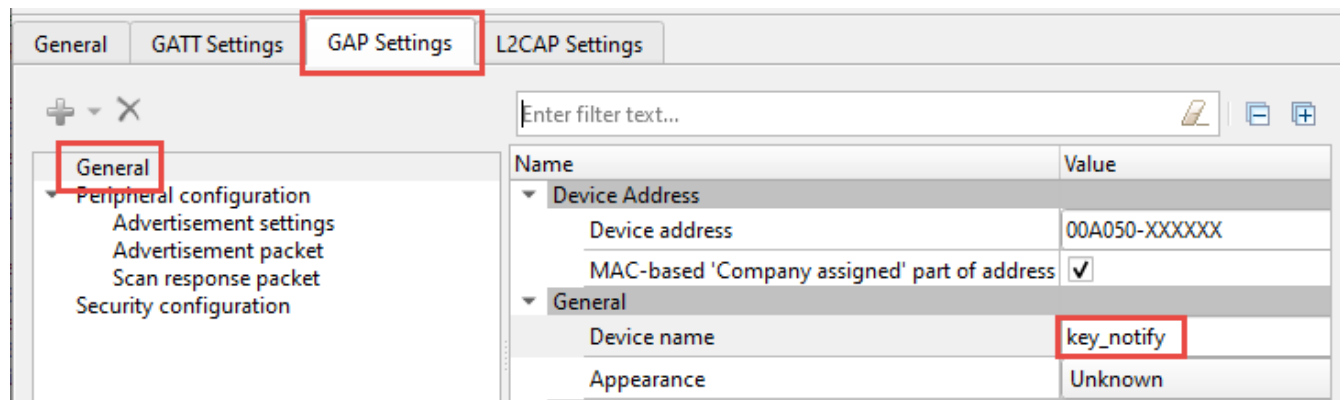 General GATT Settings GAP Settings L2CAP Settings
Enter filter text...
General
Peripheral configuration
Advertisement settings
Advertisement packet
Scan response packet
Security configuration
Name Value
Device Address
Device address 00A050-XXXXXX
MAC-based 'Company assigned' part of address
General
Device name key_notify
Appearance Unknown